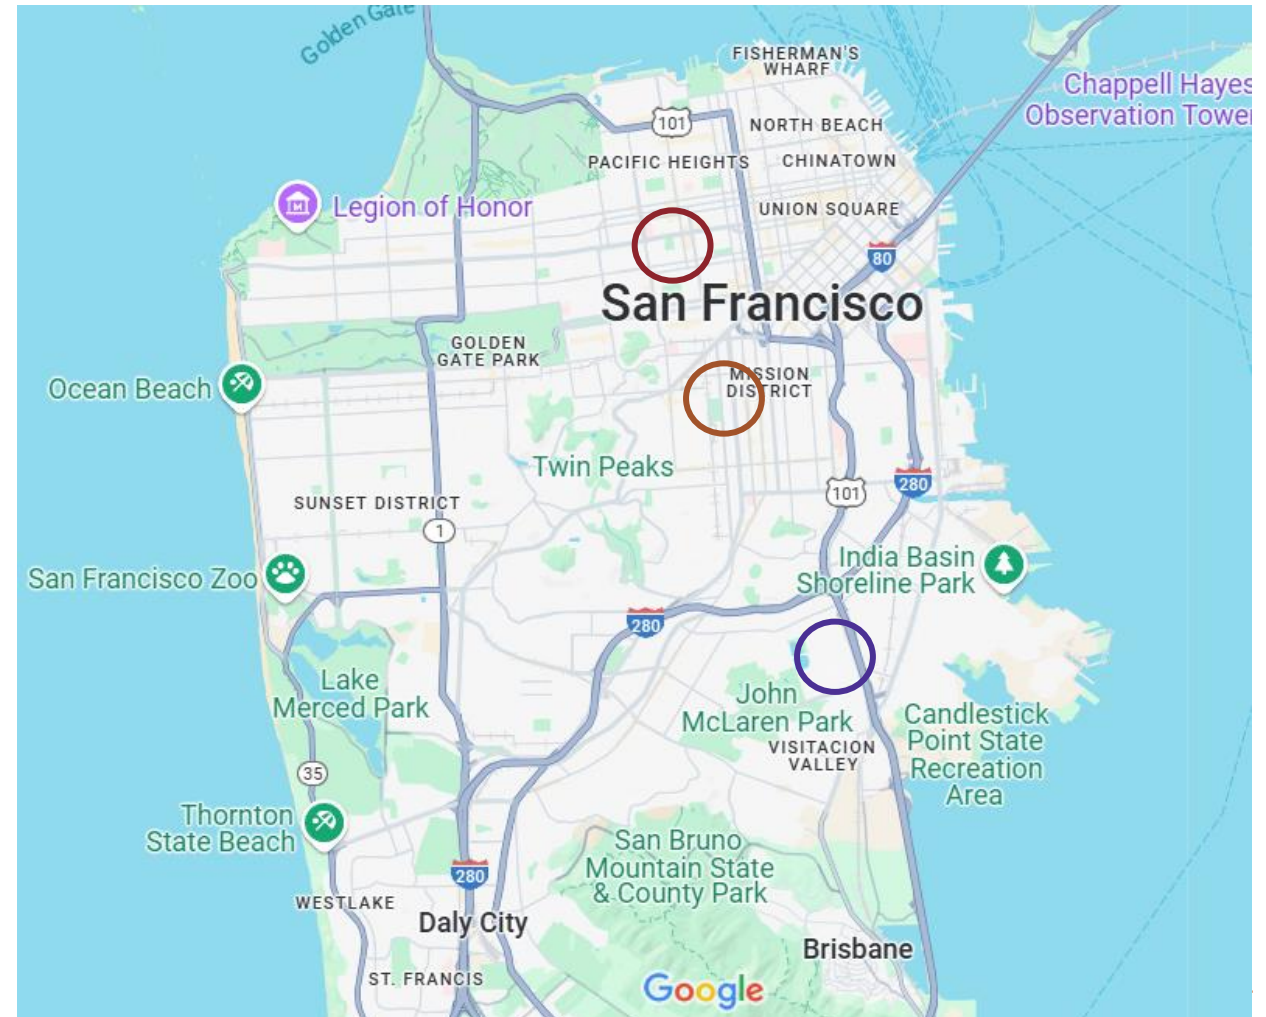 Golden Gate
FISHERMAN'S
WHARF
Chappell Hayes
Observation Tower
101
NORTH BEACH
PACIFIC HEIGHTS
CHINATOWN
Legion of Honor
UNION SQUARE
80
San Francisco
GOLDEN
GATE PARK
Ocean Beach
MISSION
DISTRICT
Twin Peaks
SUNSET DISTRICT
101
280
1
India Basin
Shoreline Park
San Francisco Zoo
280
Lake
Merced Park
John
McLaren Park
Candlestick
Point State
Recreation
Area
VISITACION
VALLEY
35
Thornton
State Beach
San Bruno
Mountain State
& County Park
280
WESTLAKE
Daly City
Brisbane
ST. FRANCIS
Google